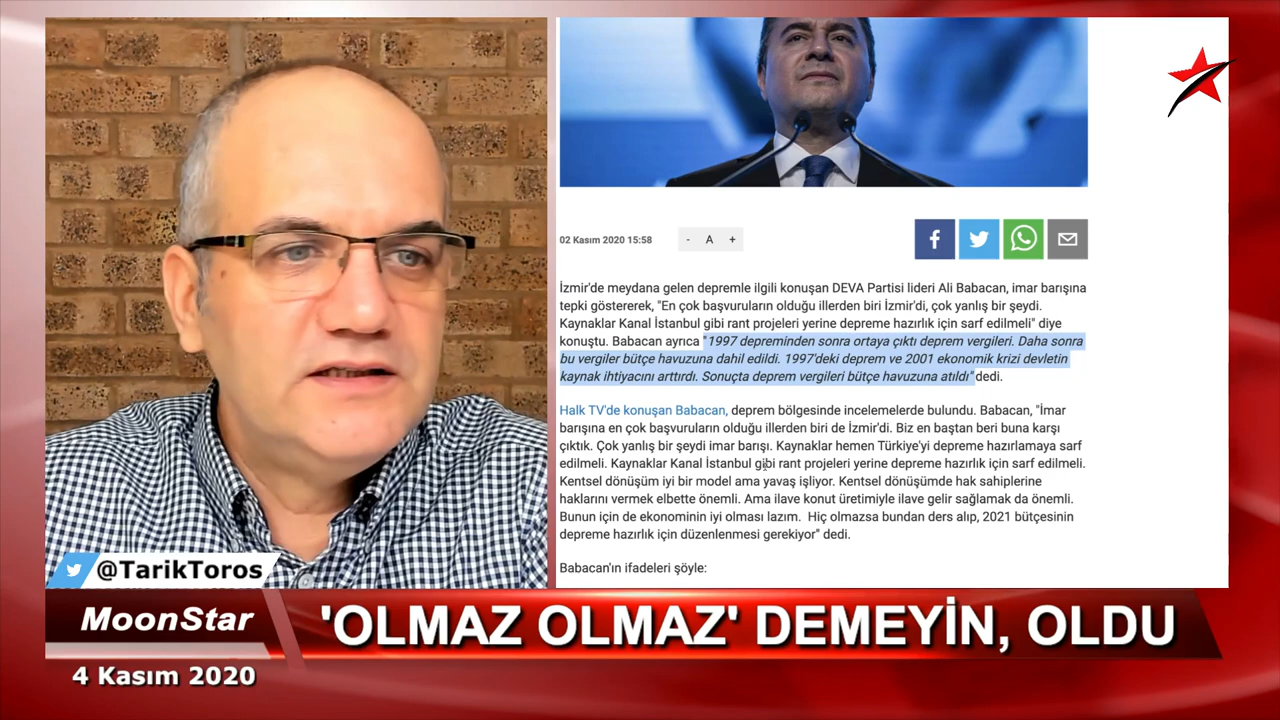 02 Kasım 2020 15:58
- A +
İzmir'de meydana gelen depremle ilgili konuşan DEVA Partisi lideri Ali Babacan, imar barışına
tepki göstererek, "En çok başvuruların olduğu illerden biri İzmir'di, çok yanlış bir şeydi.
Kaynaklar Kanal İstanbul gibi rant projeleri yerine depreme hazırlık için sarf edilmeli" diye
konuştu. Babacan ayrıca "1997 depreminden sonra ortaya çıktı deprem vergileri. Daha sonra
bu vergiler bütçe havuzuna dahil edildi. 1997'deki deprem ve 2001 ekonomik krizi devletin
kaynak ihtiyacını arttırdı. Sonuçta deprem vergileri bütçe havuzuna atıldı" dedi.
Halk TV'de konuşan Babacan, deprem bölgesinde incelemelerde bulundu. Babacan, "İmar
barışına en çok başvuruların olduğu illerden biri de İzmir'di. Biz en baştan beri buna karşı
çıktık. Çok yanlış bir şeydi imar barışı. Kaynaklar hemen Türkiye'yi depreme hazırlamaya sarf
edilmeli. Kaynaklar Kanal İstanbul gibi rant projeleri yerine depreme hazırlık için sarf edilmeli.
Kentsel dönüşüm iyi bir model ama yavaş işliyor. Kentsel dönüşümde hak sahiplerine
haklarını vermek elbette önemli. Ama ilave konut üretimiyle ilave gelir sağlamak da önemli.
Bunun için de ekonominin iyi olması lazım. Hiç olmazsa bundan ders alıp, 2021 bütçesinin
depreme hazırlık için düzenlenmesi gerekiyor" dedi.
Babacan'ın ifadeleri şöyle:
@TarikToros
MoonStar
'OLMAZ OLMAZ' DEMEYİN, OLDU
4 Kasım 2020